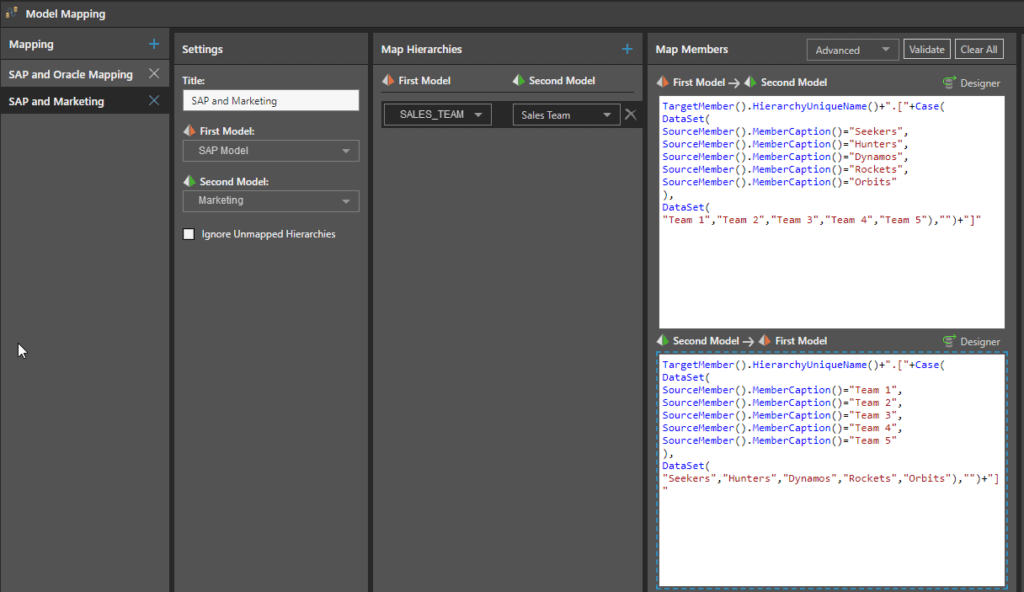 Model Mapping
Mapping
SAP and Oracle Mapping
SAP and Marketing
Settings
Title:
SAP and Marketing
First Model:
SAP Model
Second Model:
Marketing
Ignore Unmapped Hierarchies
Map Hierarchies
First Model
Second Model
SALES_TEAM
Sales Team
Map Members
Advanced
Validate
Clear All
First Model → Second Model
Designer
TargetMember().HierarchyUniqueName()+".["+Case(
DataSet(
SourceMember().MemberCaption()="Seekers",
SourceMember().MemberCaption()="Hunters",
SourceMember().MemberCaption()="Dynamos",
SourceMember().MemberCaption()="Rockets",
SourceMember().MemberCaption()="Orbits"
),
DataSet(
"Team 1","Team 2","Team 3","Team 4","Team 5"),"")+"]"
Second Model → First Model
Designer
TargetMember().HierarchyUniqueName()+".["+Case(
DataSet(
SourceMember().MemberCaption()="Team 1",
SourceMember().MemberCaption()="Team 2",
SourceMember().MemberCaption()="Team 3",
SourceMember().MemberCaption()="Team 4",
SourceMember().MemberCaption()="Team 5"
),
DataSet(
"Seekers","Hunters","Dynamos","Rockets","Orbits"),"")+"]
"